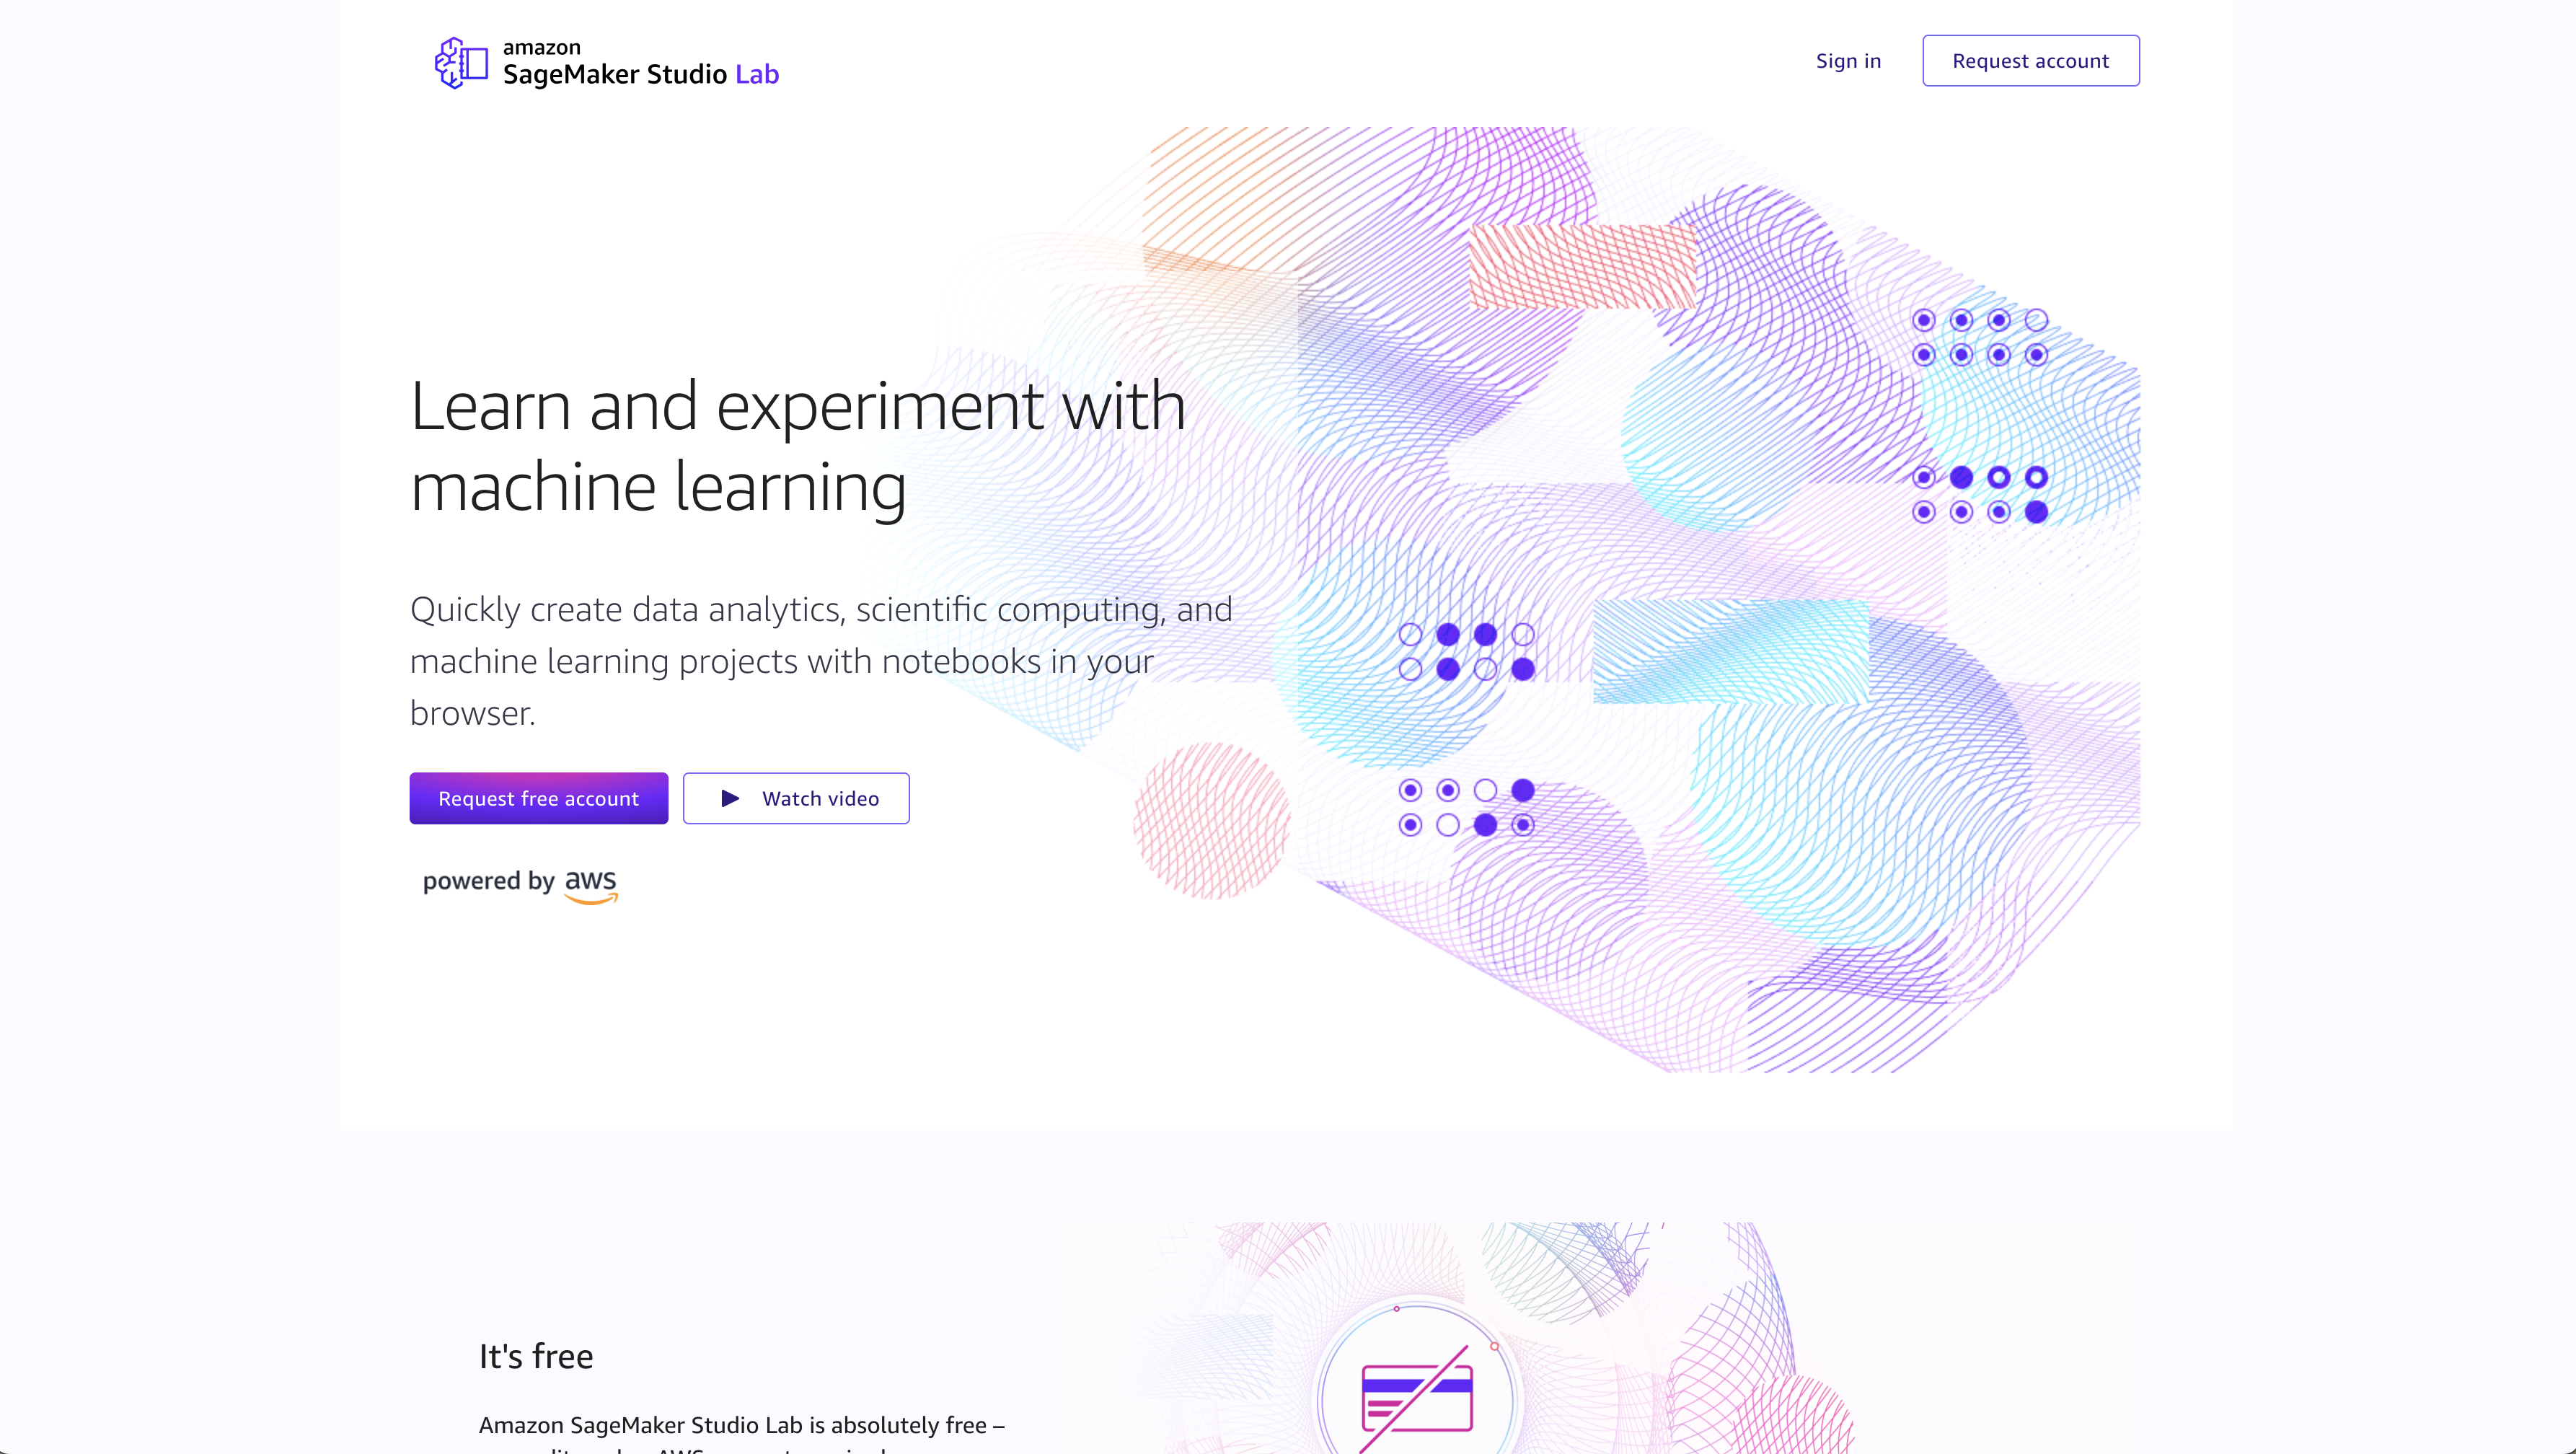 amazon
SageMaker Studio Lab
Sign in
Request account
Learn and experiment with
machine learning
Quickly create data analytics, scientific computing, and
machine learning projects with notebooks in your
browser.
Request free account
Watch video
powered by aws
It's free
Amazon SageMaker Studio Lab is absolutely free –